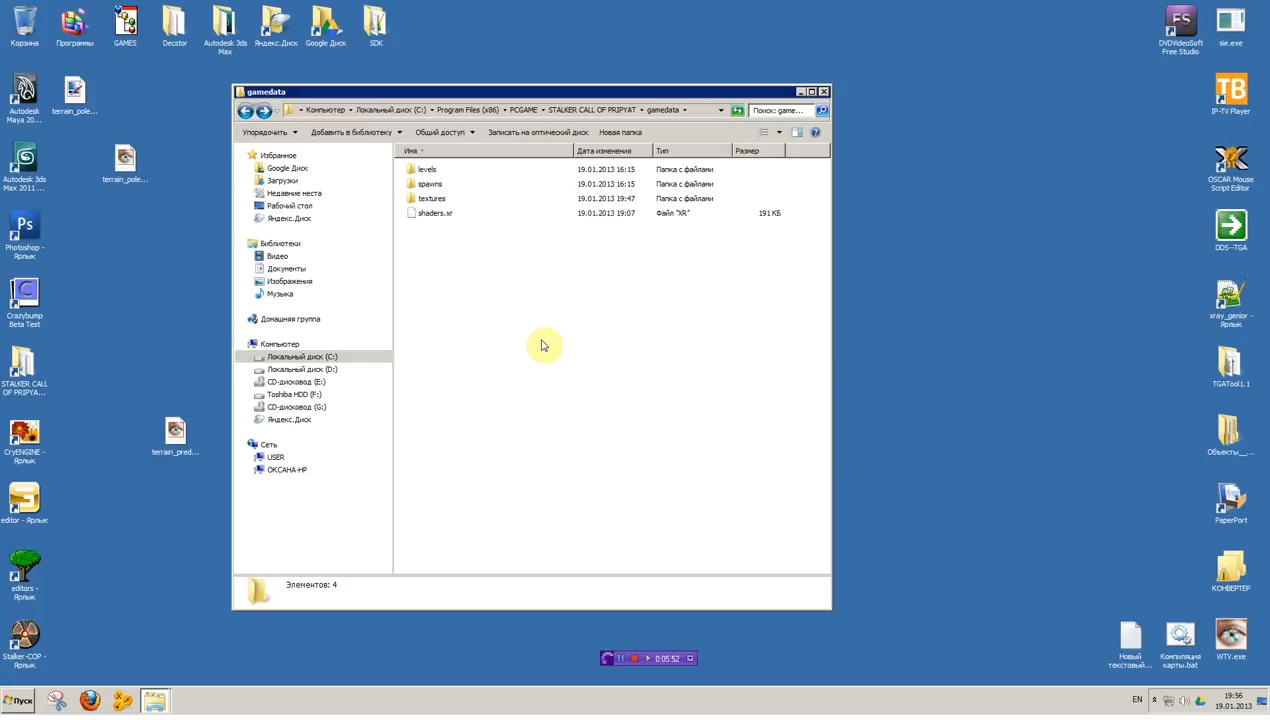 Корзина
Программы
GAMES
Decstor
Autodesk 3ds
Max
Яндекс.Диск
Google Диск
SDK
DVDVideoSoft
Free Studio
sie.exe
Autodesk
Maya 20...
terrain_pole...
IP-TV Player
Autodesk 3ds
Max 2011 ...
terrain_pole...
OSCAR Mouse
Script Editor
Ps
Photoshop -
Ярлык
DDS--TGA
Crazybump
Beta Test
xray_genior -
Ярлык
STALKER CALL
OF PRIPYA...
TGATool1.1
CryENGINE -
Ярлык
terrain_pred...
Объекты__...
editor - Ярлык
PaperPort
editors -
Ярлык
КОНВЕРТЕР
Stalker-COP -
Ярлык
Новый
текстовый...
Компиляция
карты.bat
WTV.exe
gamedata
Компьютер
Локальный диск (C:)
Program Files (x86)
PCGAME
STALKER CALL OF PRIPYAT
gamedata
Поиск: game...
Упорядочить
Добавить в библиотеку
Общий доступ
Записать на оптический диск
Новая папка
Имя
Дата изменения
Тип
Размер
levels 19.01.2013 16:15 Папка с файлами
spawns 19.01.2013 16:15 Папка с файлами
textures 19.01.2013 19:47 Папка с файлами
shaders.xr 19.01.2013 19:07 Файл "XR" 191 КБ
Избранное
Google Диск
Загрузки
Недавние места
Рабочий стол
Яндекс.Диск
Библиотеки
Видео
Документы
Изображения
Музыка
Домашняя группа
Компьютер
Локальный диск (C:)
Локальный диск (D:)
CD-дисковод (E:)
Toshiba HDD (F:)
CD-дисковод (G:)
Яндекс.Диск
Сеть
USER
ОКСАНА-HP
Элементов: 4
0:05:52
Пуск
EN
19:56
19.01.2013